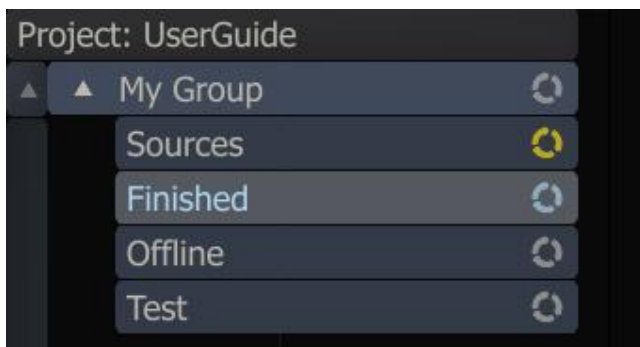 Project: UserGuide
My Group
Sources
Finished
Offline
Test